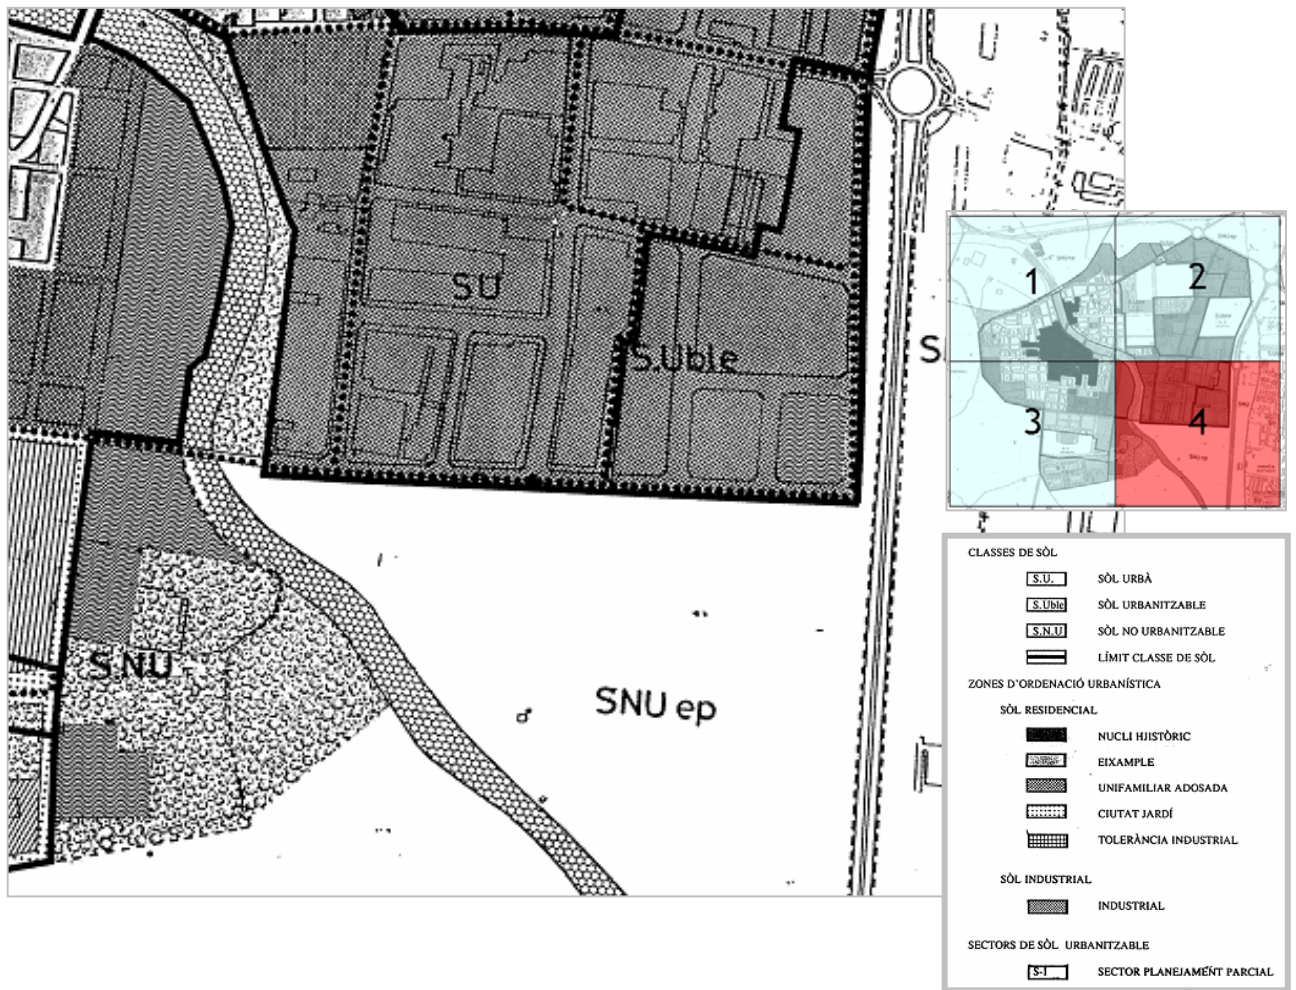 SU
S.Uble
S.
S.NU
SNU ep
1
2
3
4
CLASSES DE SÒL
S.U. SÒL URBÀ
S.Uble SÒL URBANITZABLE
S.N.U SÒL NO URBANITZABLE
LÍMIT CLASSE DE SÒL
ZONES D'ORDENACIÓ URBANÍSTICA
SÒL RESIDENCIAL
NUCLI HJISTÒRIC
EIXAMPLE
UNIFAMILIAR ADOSADA
CIUTAT JARDÍ
TOLERÀNCIA INDUSTRIAL
SÒL INDUSTRIAL
INDUSTRIAL
SECTORS DE SÒL URBANITZABLE
S-1 SECTOR PLANEJAMENT PARCIAL